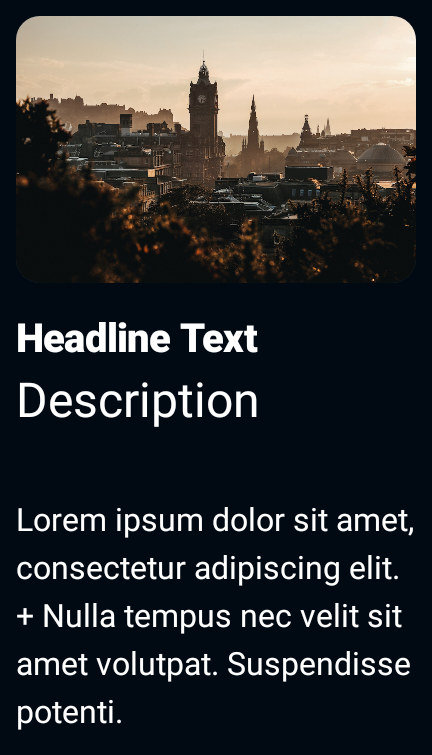 Headline Text
Description
Lorem ipsum dolor sit amet,
consectetur adipiscing elit.
+ Nulla tempus nec velit sit
amet volutpat. Suspendisse
potenti.